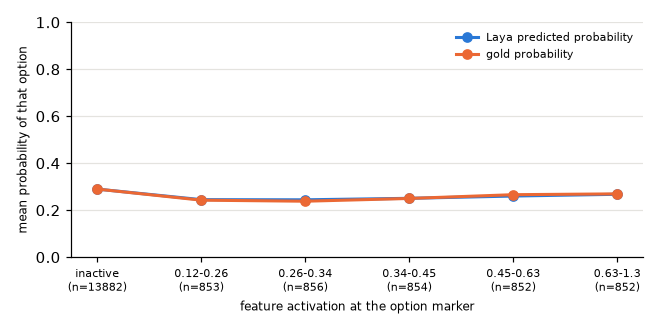 Laya predicted probability
gold probability
mean probability of that option
1.0
0.8
0.6
0.4
0.2
0.0
inactive
(n=13882)
0.12-0.26
(n=853)
0.26-0.34
(n=856)
0.34-0.45
(n=854)
0.45-0.63
(n=852)
0.63-1.3
(n=852)
feature activation at the option marker